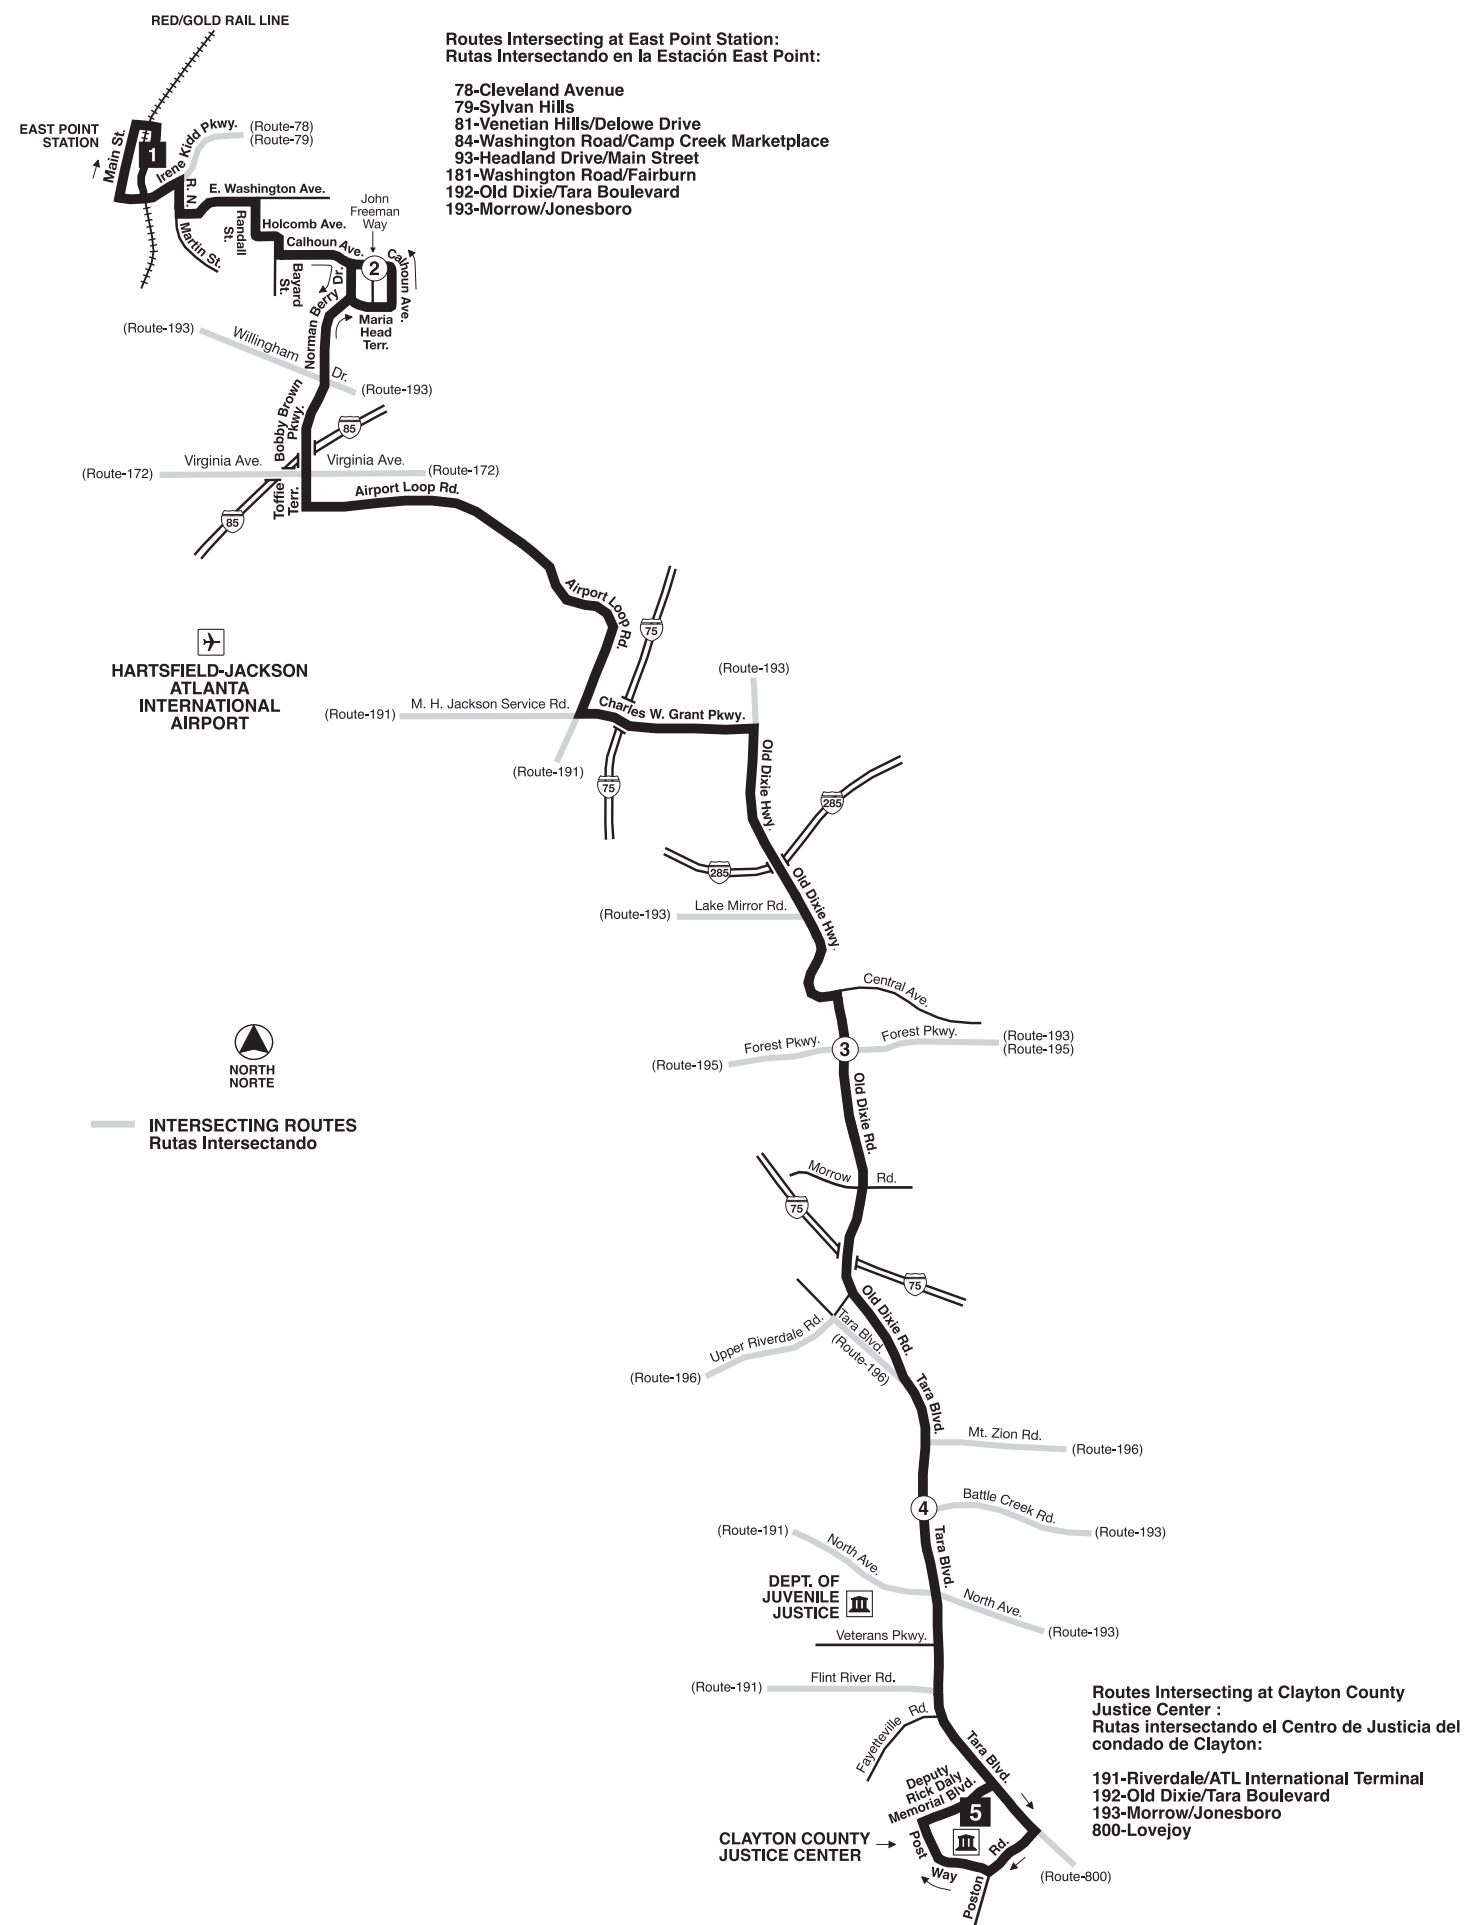 RED/GOLD RAIL LINE
Routes Intersecting at East Point Station:
Rutas Intersectando en la Estación East Point:
78-Cleveland Avenue
79-Sylvan Hills
81-Venetian Hills/Delowe Drive
84-Washington Road/Camp Creek Marketplace
93-Headland Drive/Main Street
181-Washington Road/Fairburn
192-Old Dixie/Tara Boulevard
193-Morrow/Jonesboro
EAST POINT
STATION
Main St.
1
R. N. Irene Kidd Pkwy.
(Route-78)
(Route-79)
E. Washington Ave.
Martin St.
Randall
St.
Holcomb Ave.
John
Freeman
Way
Calhoun Ave.
Bayard
St.
2
Calhoun Ave.
Norman Berry Dr.
Maria
Head
Terr.
(Route-193)
Willingham Dr.
(Route-193)
Bobby Brown
Pkwy.
85
(Route-172)
Virginia Ave.
Virginia Ave.
(Route-172)
Toffie
Terr.
85
Airport Loop Rd.
Airport Loop Rd.
75
HARTSFIELD-JACKSON
ATLANTA
INTERNATIONAL
AIRPORT
(Route-191)
M. H. Jackson Service Rd.
Charles W. Grant Pkwy.
(Route-193)
(Route-191)
75
Old Dixie Hwy.
285
285
Old Dixie Hwy.
(Route-193)
Lake Mirror Rd.
Central Ave.
(Route-195)
Forest Pkwy.
3
Forest Pkwy.
(Route-193)
(Route-195)
NORTH
NORTE
INTERSECTING ROUTES
Rutas Intersectando
Old Dixie Rd.
Morrow Rd.
75
75
Old Dixie Rd.
(Route-196)
Upper Riverdale Rd.
Tara Blvd.
(Route-196)
Tara Blvd.
Mt. Zion Rd.
(Route-196)
4
Battle Creek Rd.
(Route-193)
Tara Blvd.
(Route-191)
North Ave.
North Ave.
(Route-193)
DEPT. OF
JUVENILE
JUSTICE
Veterans Pkwy.
(Route-191)
Flint River Rd.
Fayetteville Rd.
Tara Blvd.
Routes Intersecting at Clayton County
Justice Center :
Rutas intersectando el Centro de Justicia del
condado de Clayton:
191-Riverdale/ATL International Terminal
192-Old Dixie/Tara Boulevard
193-Morrow/Jonesboro
800-Lovejoy
Deputy
Rick Daly
Memorial Blvd.
5
CLAYTON COUNTY
JUSTICE CENTER
Post Way
Poston Rd.
(Route-800)